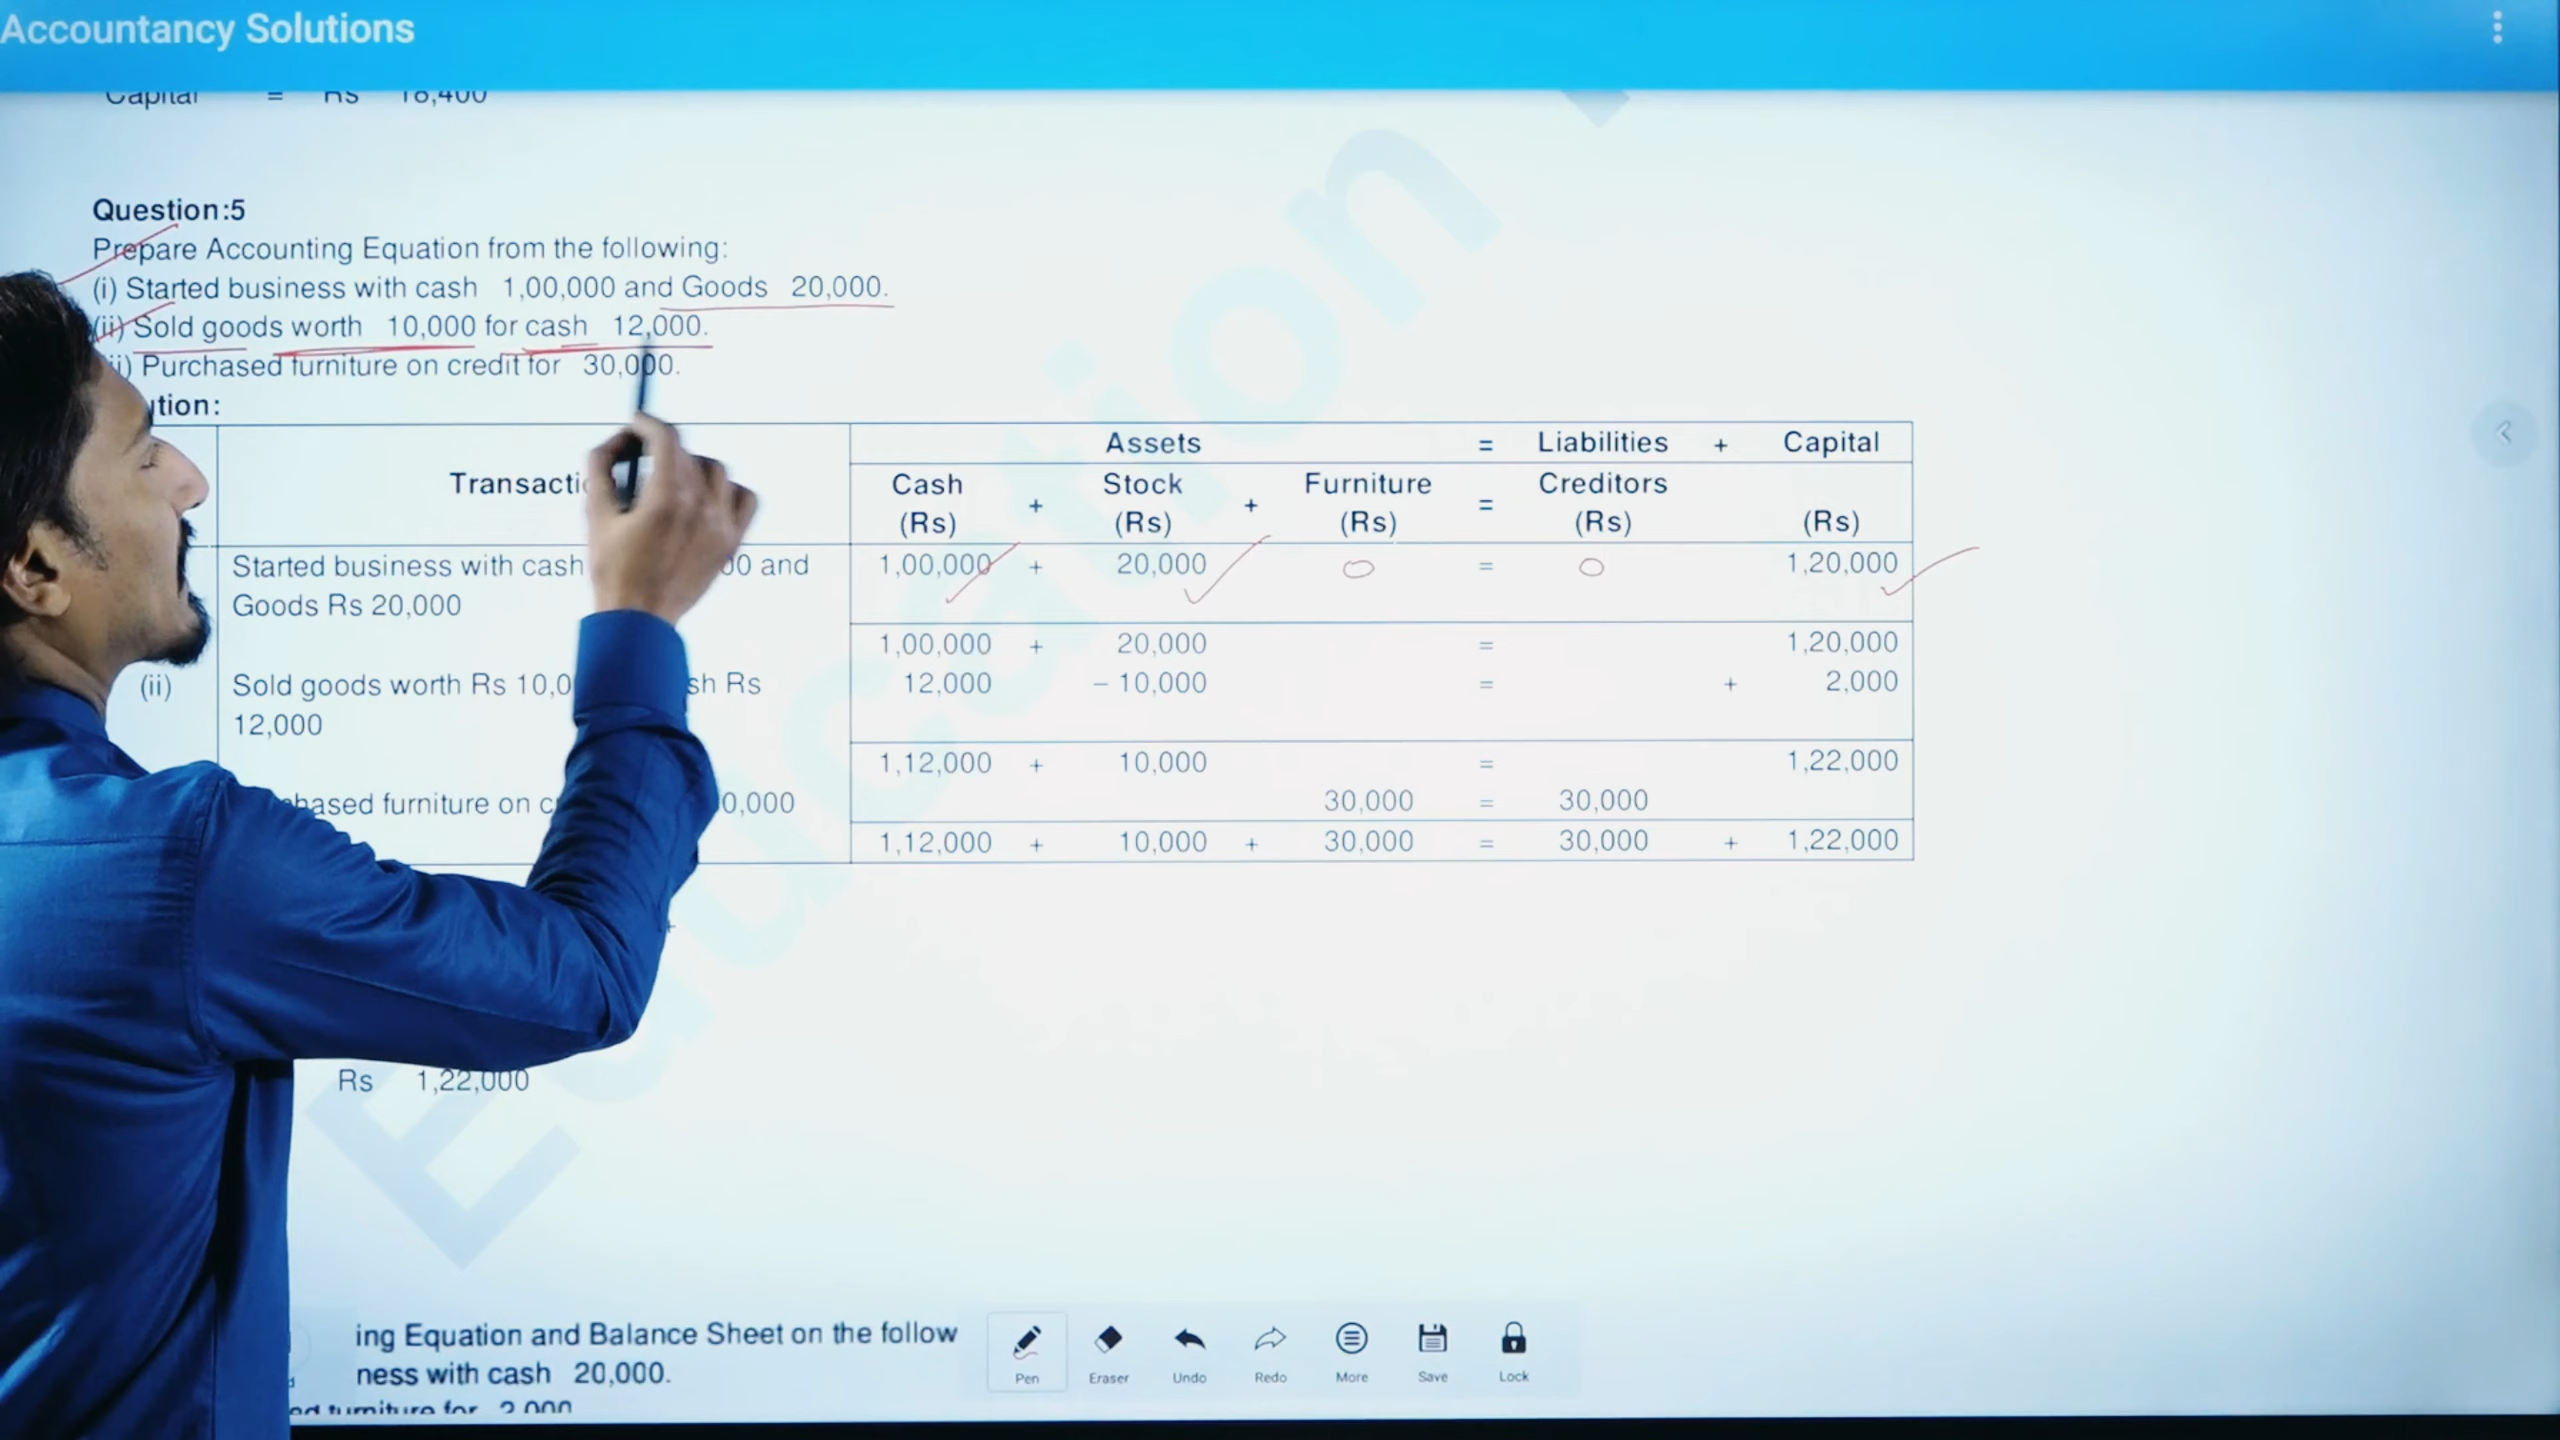 Accountancy Solutions
Capital = Rs 18,400
Question:5
Prepare Accounting Equation from the following:
(i) Started business with cash 1,00,000 and Goods 20,000.
(ii) Sold goods worth 10,000 for cash 12,000.
) Purchased furniture on credit for 30,000.
tion:
Assets = Liabilities + Capital
Transacti Cash + Stock + Furniture = Creditors
(Rs) (Rs) (Rs) (Rs) (Rs)
Started business with cash 00 and 1,00,000 + 20,000 0 = 0 1,20,000
Goods Rs 20,000
1,00,000 + 20,000 = 1,20,000
(ii) Sold goods worth Rs 10,0 sh Rs 12,000 – 10,000 = + 2,000
12,000
1,12,000 + 10,000 = 1,22,000
hased furniture on c 0,000 30,000 = 30,000
1,12,000 + 10,000 + 30,000 = 30,000 + 1,22,000
+
Rs 1,22,000
ing Equation and Balance Sheet on the follow
ness with cash 20,000.
ed furniture for 2,000
Pen Eraser Undo Redo More Save Lock
Education